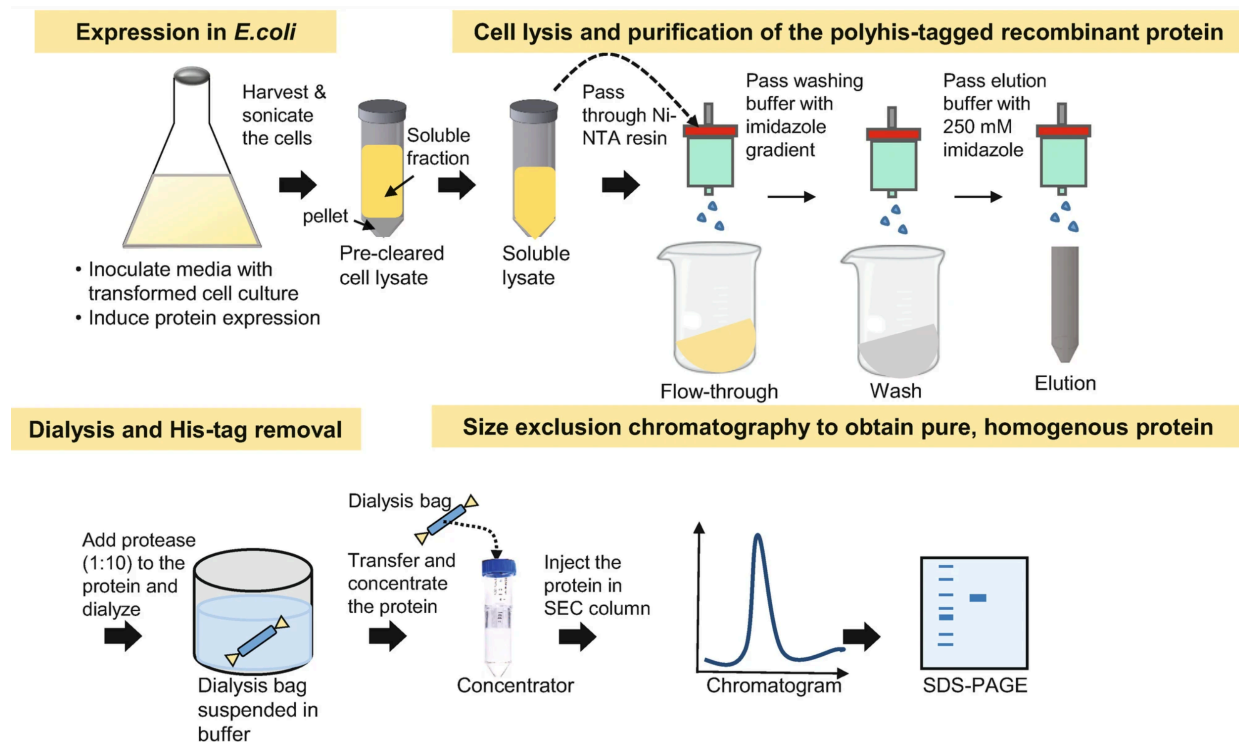 Expression in E.coli
Cell lysis and purification of the polyhis-tagged recombinant protein
Harvest &
sonicate
the cells
Soluble
fraction
pellet
Pre-cleared
cell lysate
• Inoculate media with
transformed cell culture
• Induce protein expression
Soluble
lysate
Pass
through Ni-
NTA resin
Pass washing
buffer with
imidazole
gradient
Pass elution
buffer with
250 mM
imidazole
Flow-through
Wash
Elution
Dialysis and His-tag removal
Size exclusion chromatography to obtain pure, homogenous protein
Add protease
(1:10) to the
protein and
dialyze
Dialysis bag
suspended in
buffer
Dialysis bag
Transfer and
concentrate
the protein
Concentrator
Inject the
protein in
SEC column
Chromatogram
SDS-PAGE